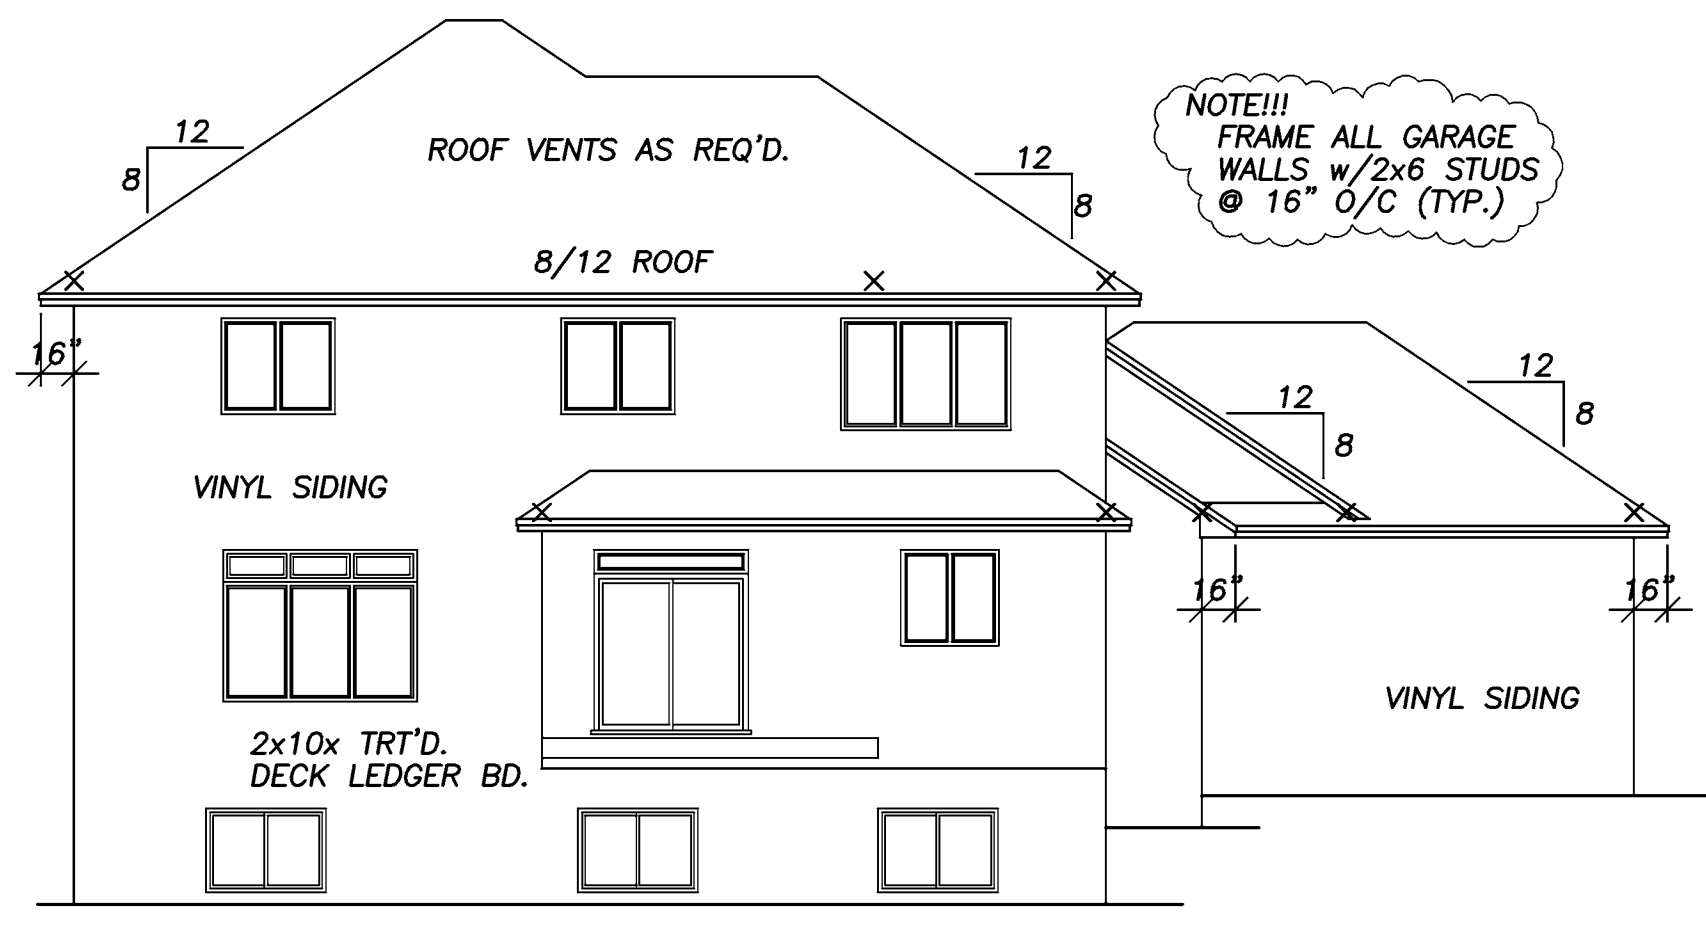 NOTE!!!
FRAME ALL GARAGE
WALLS w/2x6 STUDS
@ 16" O/C (TYP.)
12
8
ROOF VENTS AS REQ'D.
12
8
8/12 ROOF
16"
12
8
12
8
VINYL SIDING
16"
16"
VINYL SIDING
2x10x TRT'D.
DECK LEDGER BD.